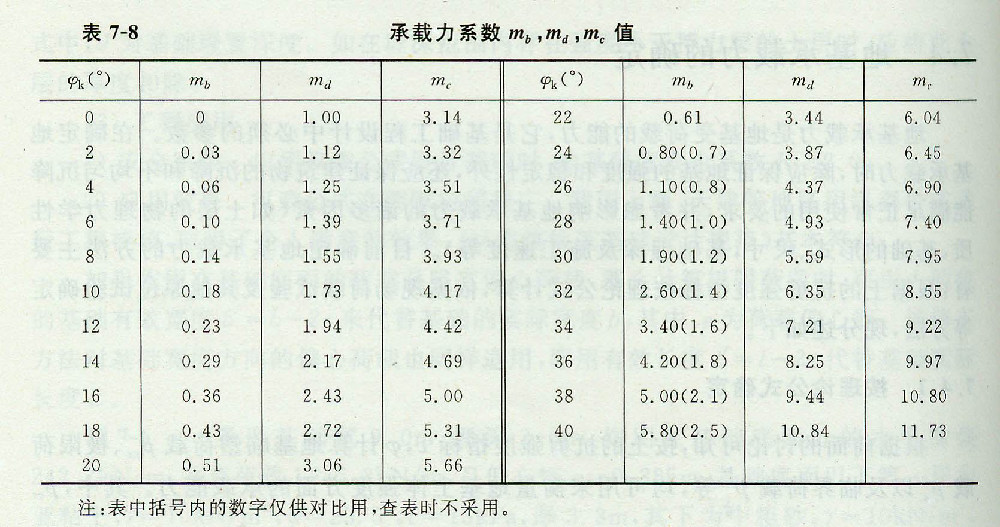 表 7-8 承载力系数 m_b,m_d,m_c 值
φ_k(°) m_b m_d m_c φ_k(°) m_b m_d m_c
0 0 1.00 3.14 22 0.61 3.44 6.04
2 0.03 1.12 3.32 24 0.80(0.7) 3.87 6.45
4 0.06 1.25 3.51 26 1.10(0.8) 4.37 6.90
6 0.10 1.39 3.71 28 1.40(1.0) 4.93 7.40
8 0.14 1.55 3.93 30 1.90(1.2) 5.59 7.95
10 0.18 1.73 4.17 32 2.60(1.4) 6.35 8.55
12 0.23 1.94 4.42 34 3.40(1.6) 7.21 9.22
14 0.29 2.17 4.69 36 4.20(1.8) 8.25 9.97
16 0.36 2.43 5.00 38 5.00(2.1) 9.44 10.80
18 0.43 2.72 5.31 40 5.80(2.5) 10.84 11.73
20 0.51 3.06 5.66
注:表中括号内的数字仅供对比用,查表时不采用。